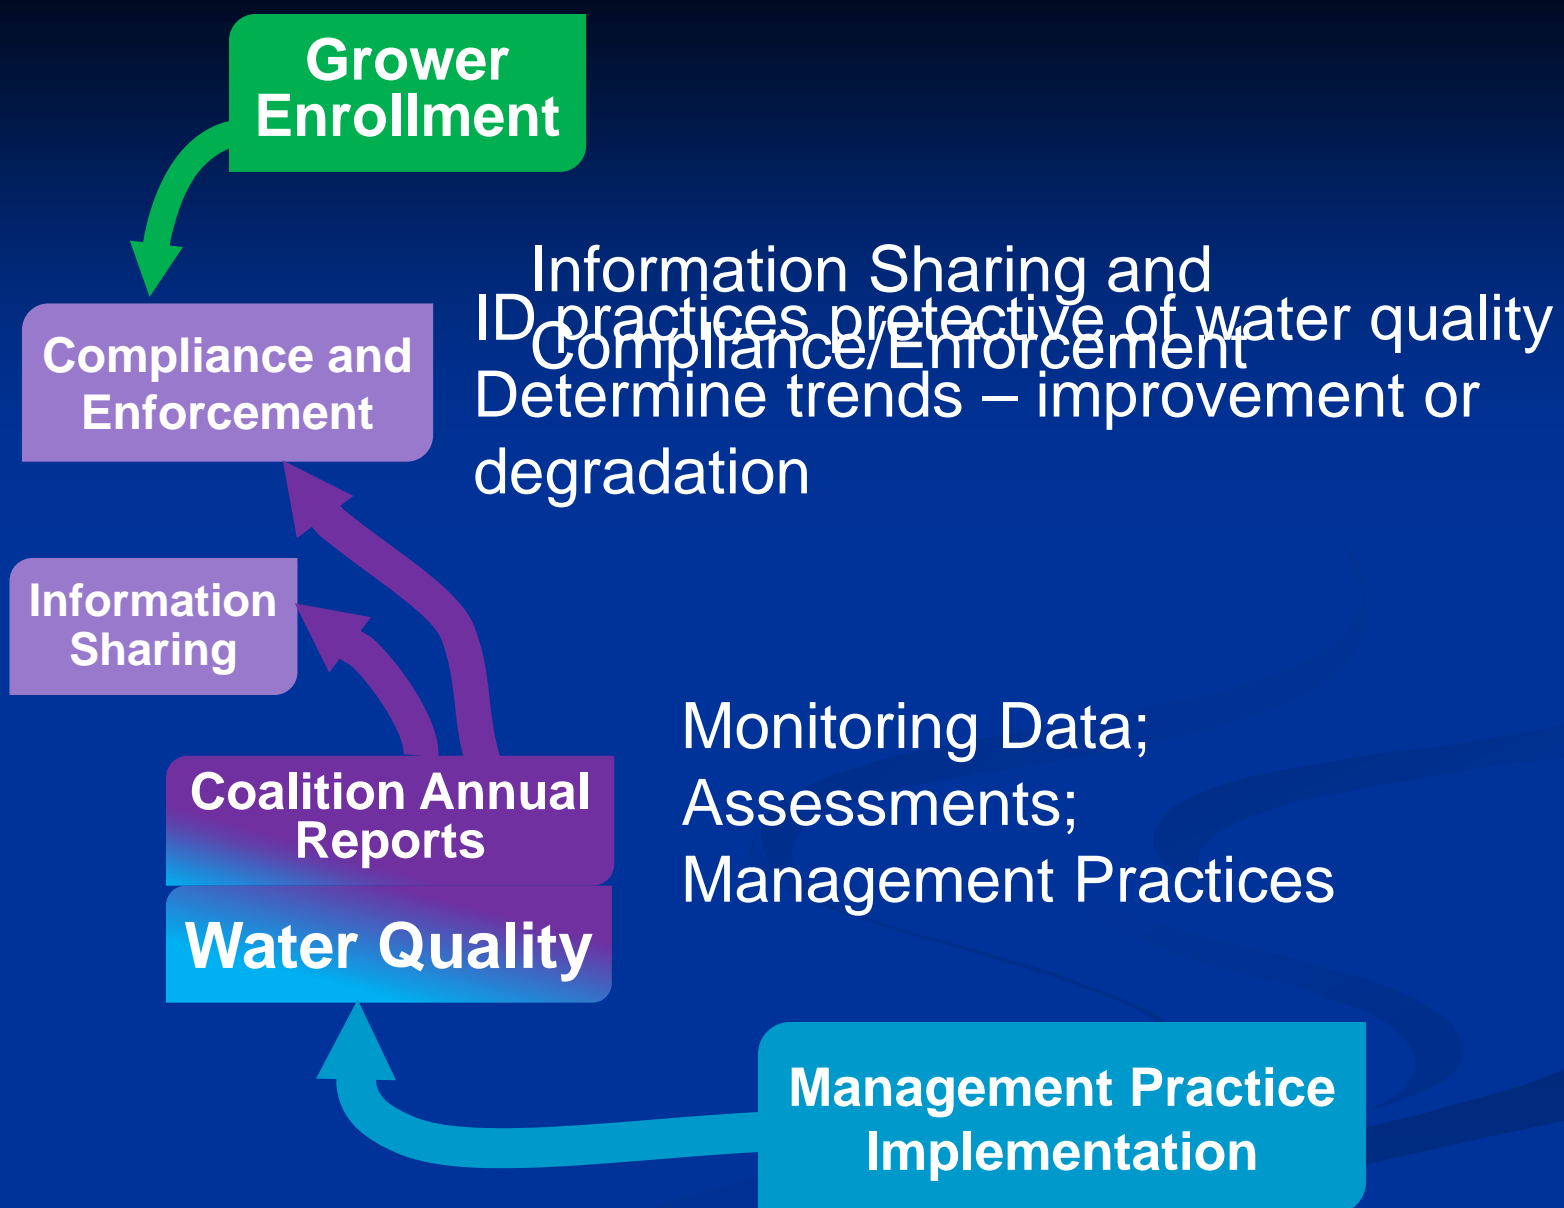 Grower
Enrollment
Information Sharing and
Compliance/Enforcement
ID practices protective of water quality
Determine trends – improvement or
degradation
Compliance and
Enforcement
Information
Sharing
Monitoring Data;
Assessments;
Management Practices
Coalition Annual
Reports
Water Quality
Management Practice
Implementation